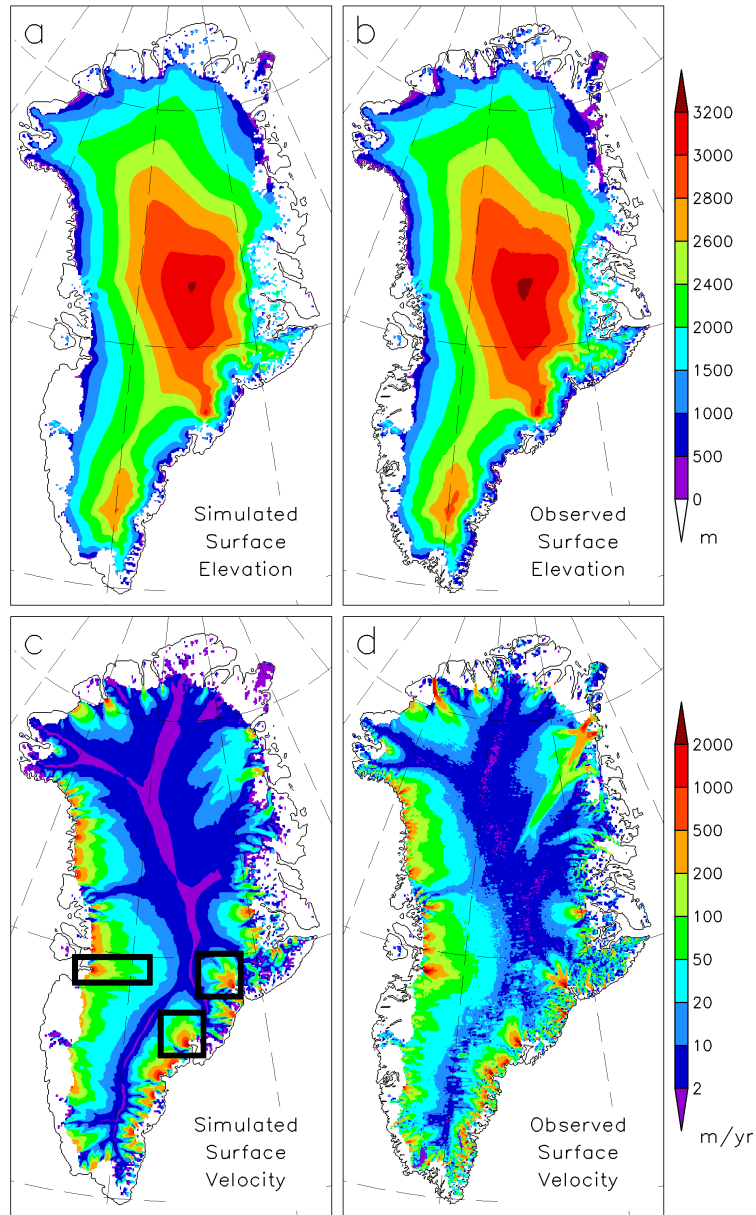 a
Simulated
Surface
Elevation
b
Observed
Surface
Elevation
3200
3000
2800
2600
2400
2000
1500
1000
500
0
m
c
Simulated
Surface
Velocity
d
Observed
Surface
Velocity
2000
1000
500
200
100
50
20
10
2
m/yr